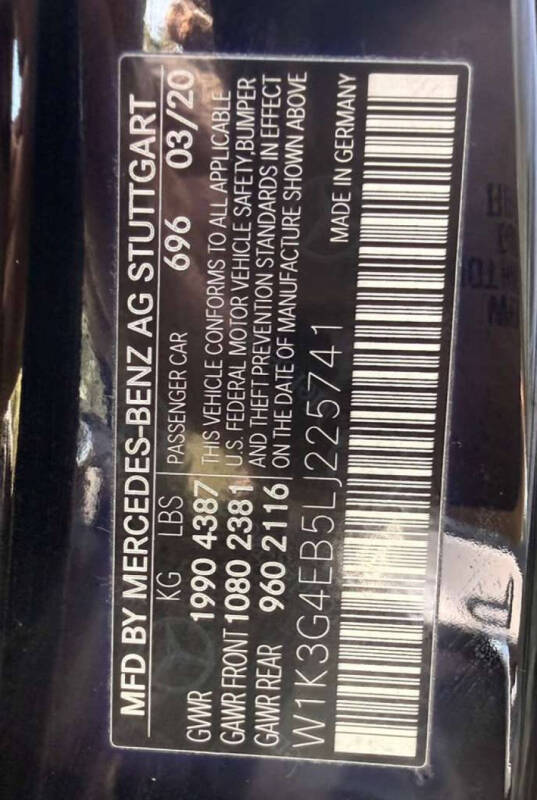 MFD BY MERCEDES-BENZ AG STUTTGART
KG LBS PASSENGER CAR 696 03/20
GVWR 1990 4387 THIS VEHICLE CONFORMS TO ALL APPLICABLE
GAWR FRONT 1080 2381 U.S. FEDERAL MOTOR VEHICLE SAFETY, BUMPER
GAWR REAR 960 2116 AND THEFT PREVENTION STANDARDS IN EFFECT
ON THE DATE OF MANUFACTURE SHOWN ABOVE
W1K3G4EB5LJ225741 MADE IN GERMANY